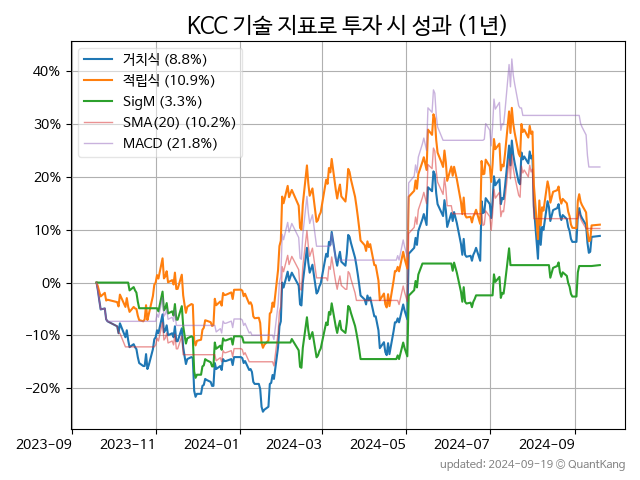 KCC 기술 지표로 투자 시 성과 (1년)
거치식 (8.8%)
적립식 (10.9%)
SigM (3.3%)
SMA(20) (10.2%)
MACD (21.8%)
40%
30%
20%
10%
0%
−10%
−20%
2023-09 2023-11 2024-01 2024-03 2024-05 2024-07 2024-09
updated: 2024-09-19 © QuantKang